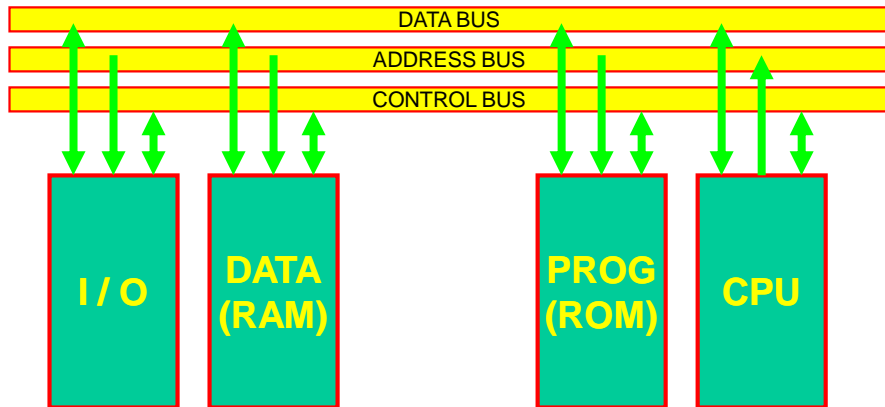 DATA BUS
ADDRESS BUS
CONTROL BUS
I / O
DATA
(RAM)
PROG
(ROM)
CPU